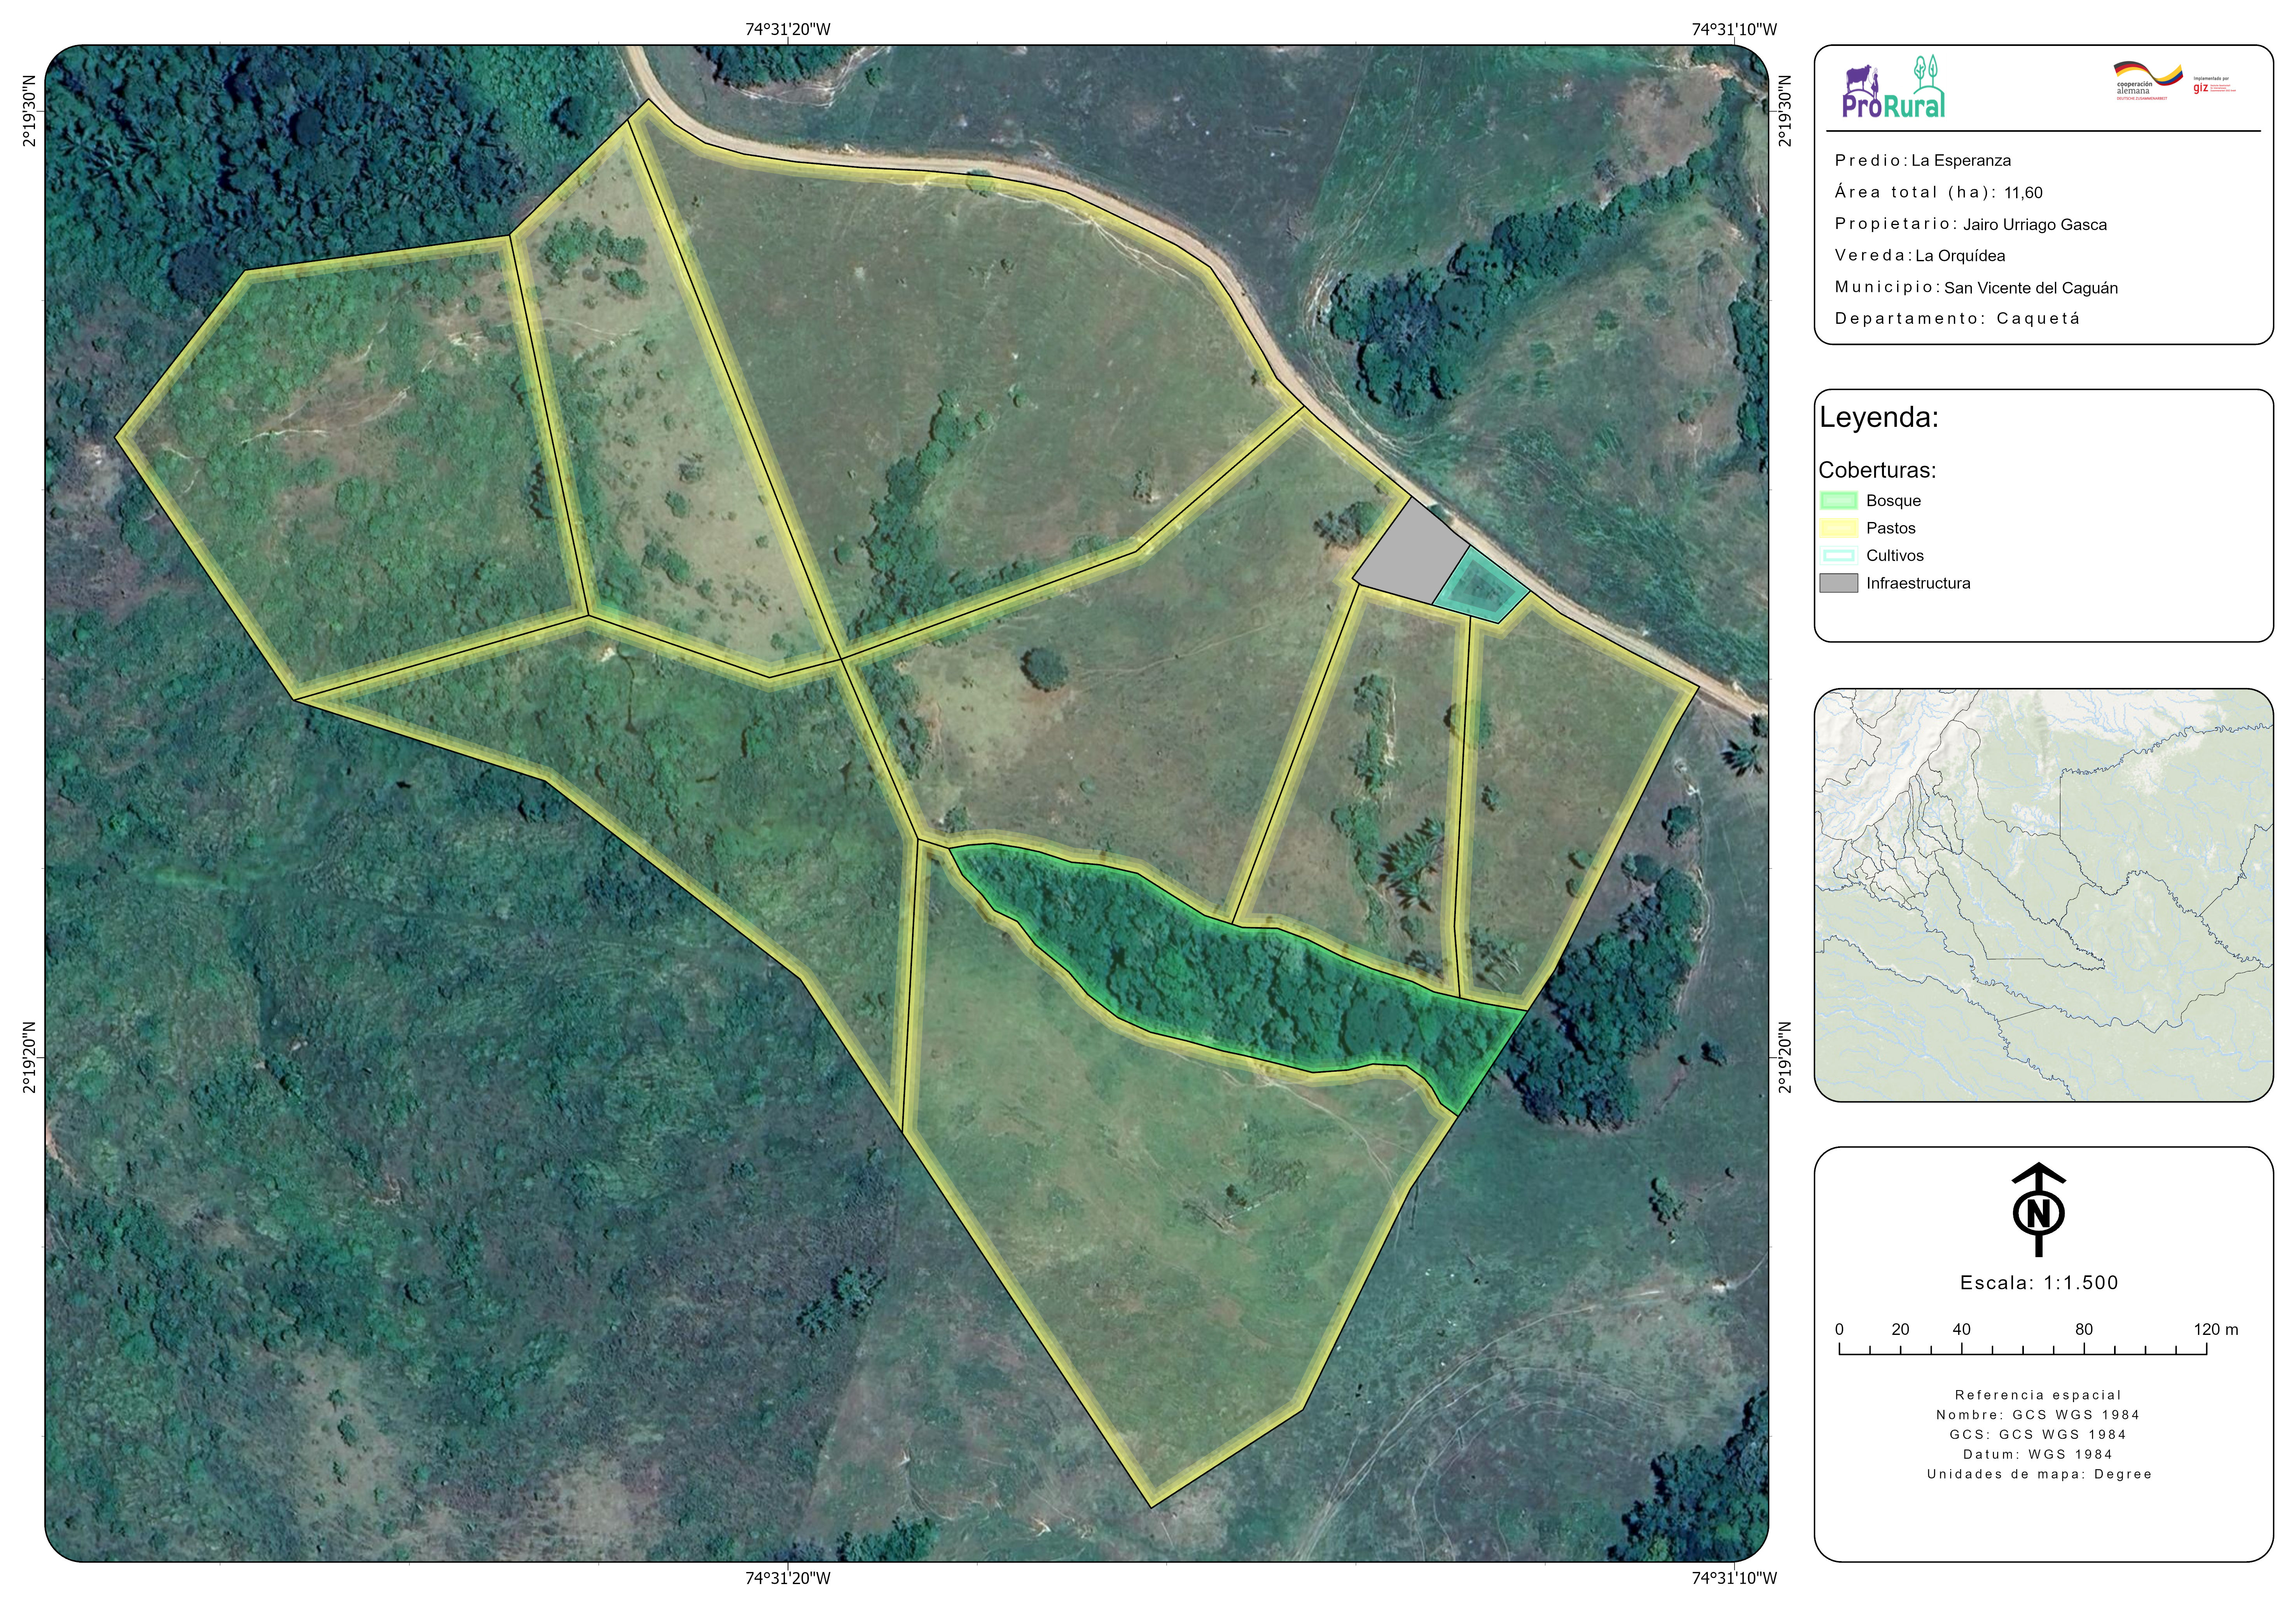 74°31'20"W
74°31'10"W
2°19'30"N
2°19'30"N
2°19'20"N
2°19'20"N
74°31'20"W
74°31'10"W
ProRural
cooperación
alemana
DEUTSCHE ZUSAMMENARBEIT
Implementada por
giz
Predio: La Esperanza
Área total (ha): 11,60
Propietario: Jairo Urriago Gasca
Vereda: La Orquídea
Municipio: San Vicente del Caguán
Departamento: Caquetá
Leyenda:
Coberturas:
Bosque
Pastos
Cultivos
Infraestructura
N
Escala: 1:1.500
0 20 40 80 120 m
Referencia espacial
Nombre: GCS WGS 1984
GCS: GCS WGS 1984
Datum: WGS 1984
Unidades de mapa: Degree